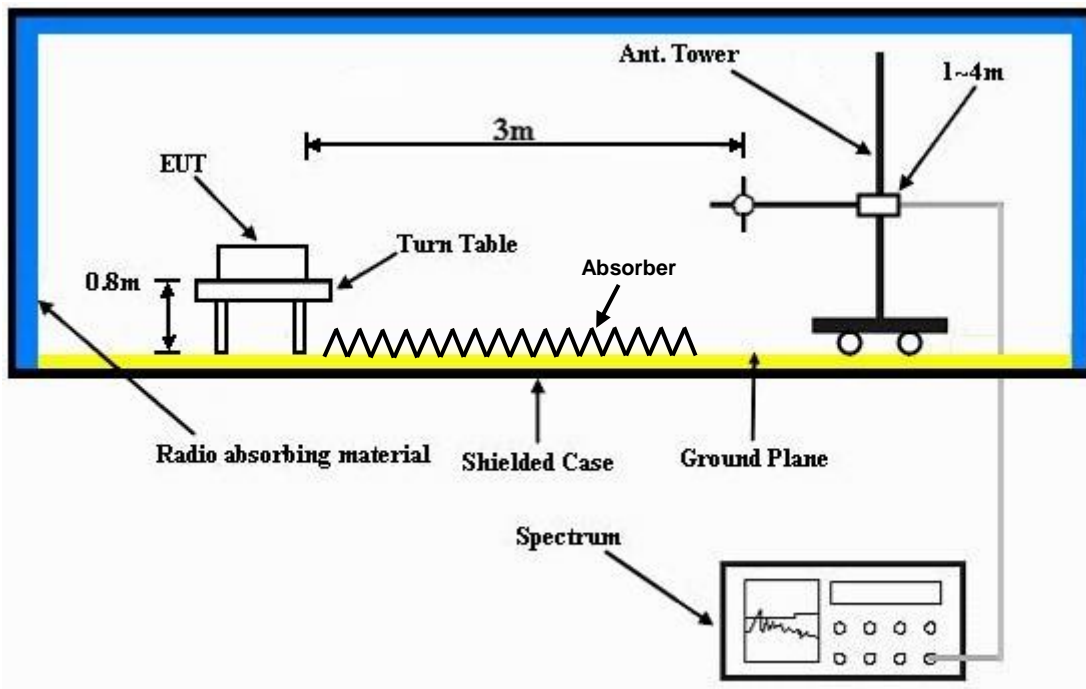 Ant. Tower
1~4m
3m
EUT
Turn Table
Absorber
0.8m
Radio absorbing material
Shielded Case
Ground Plane
Spectrum